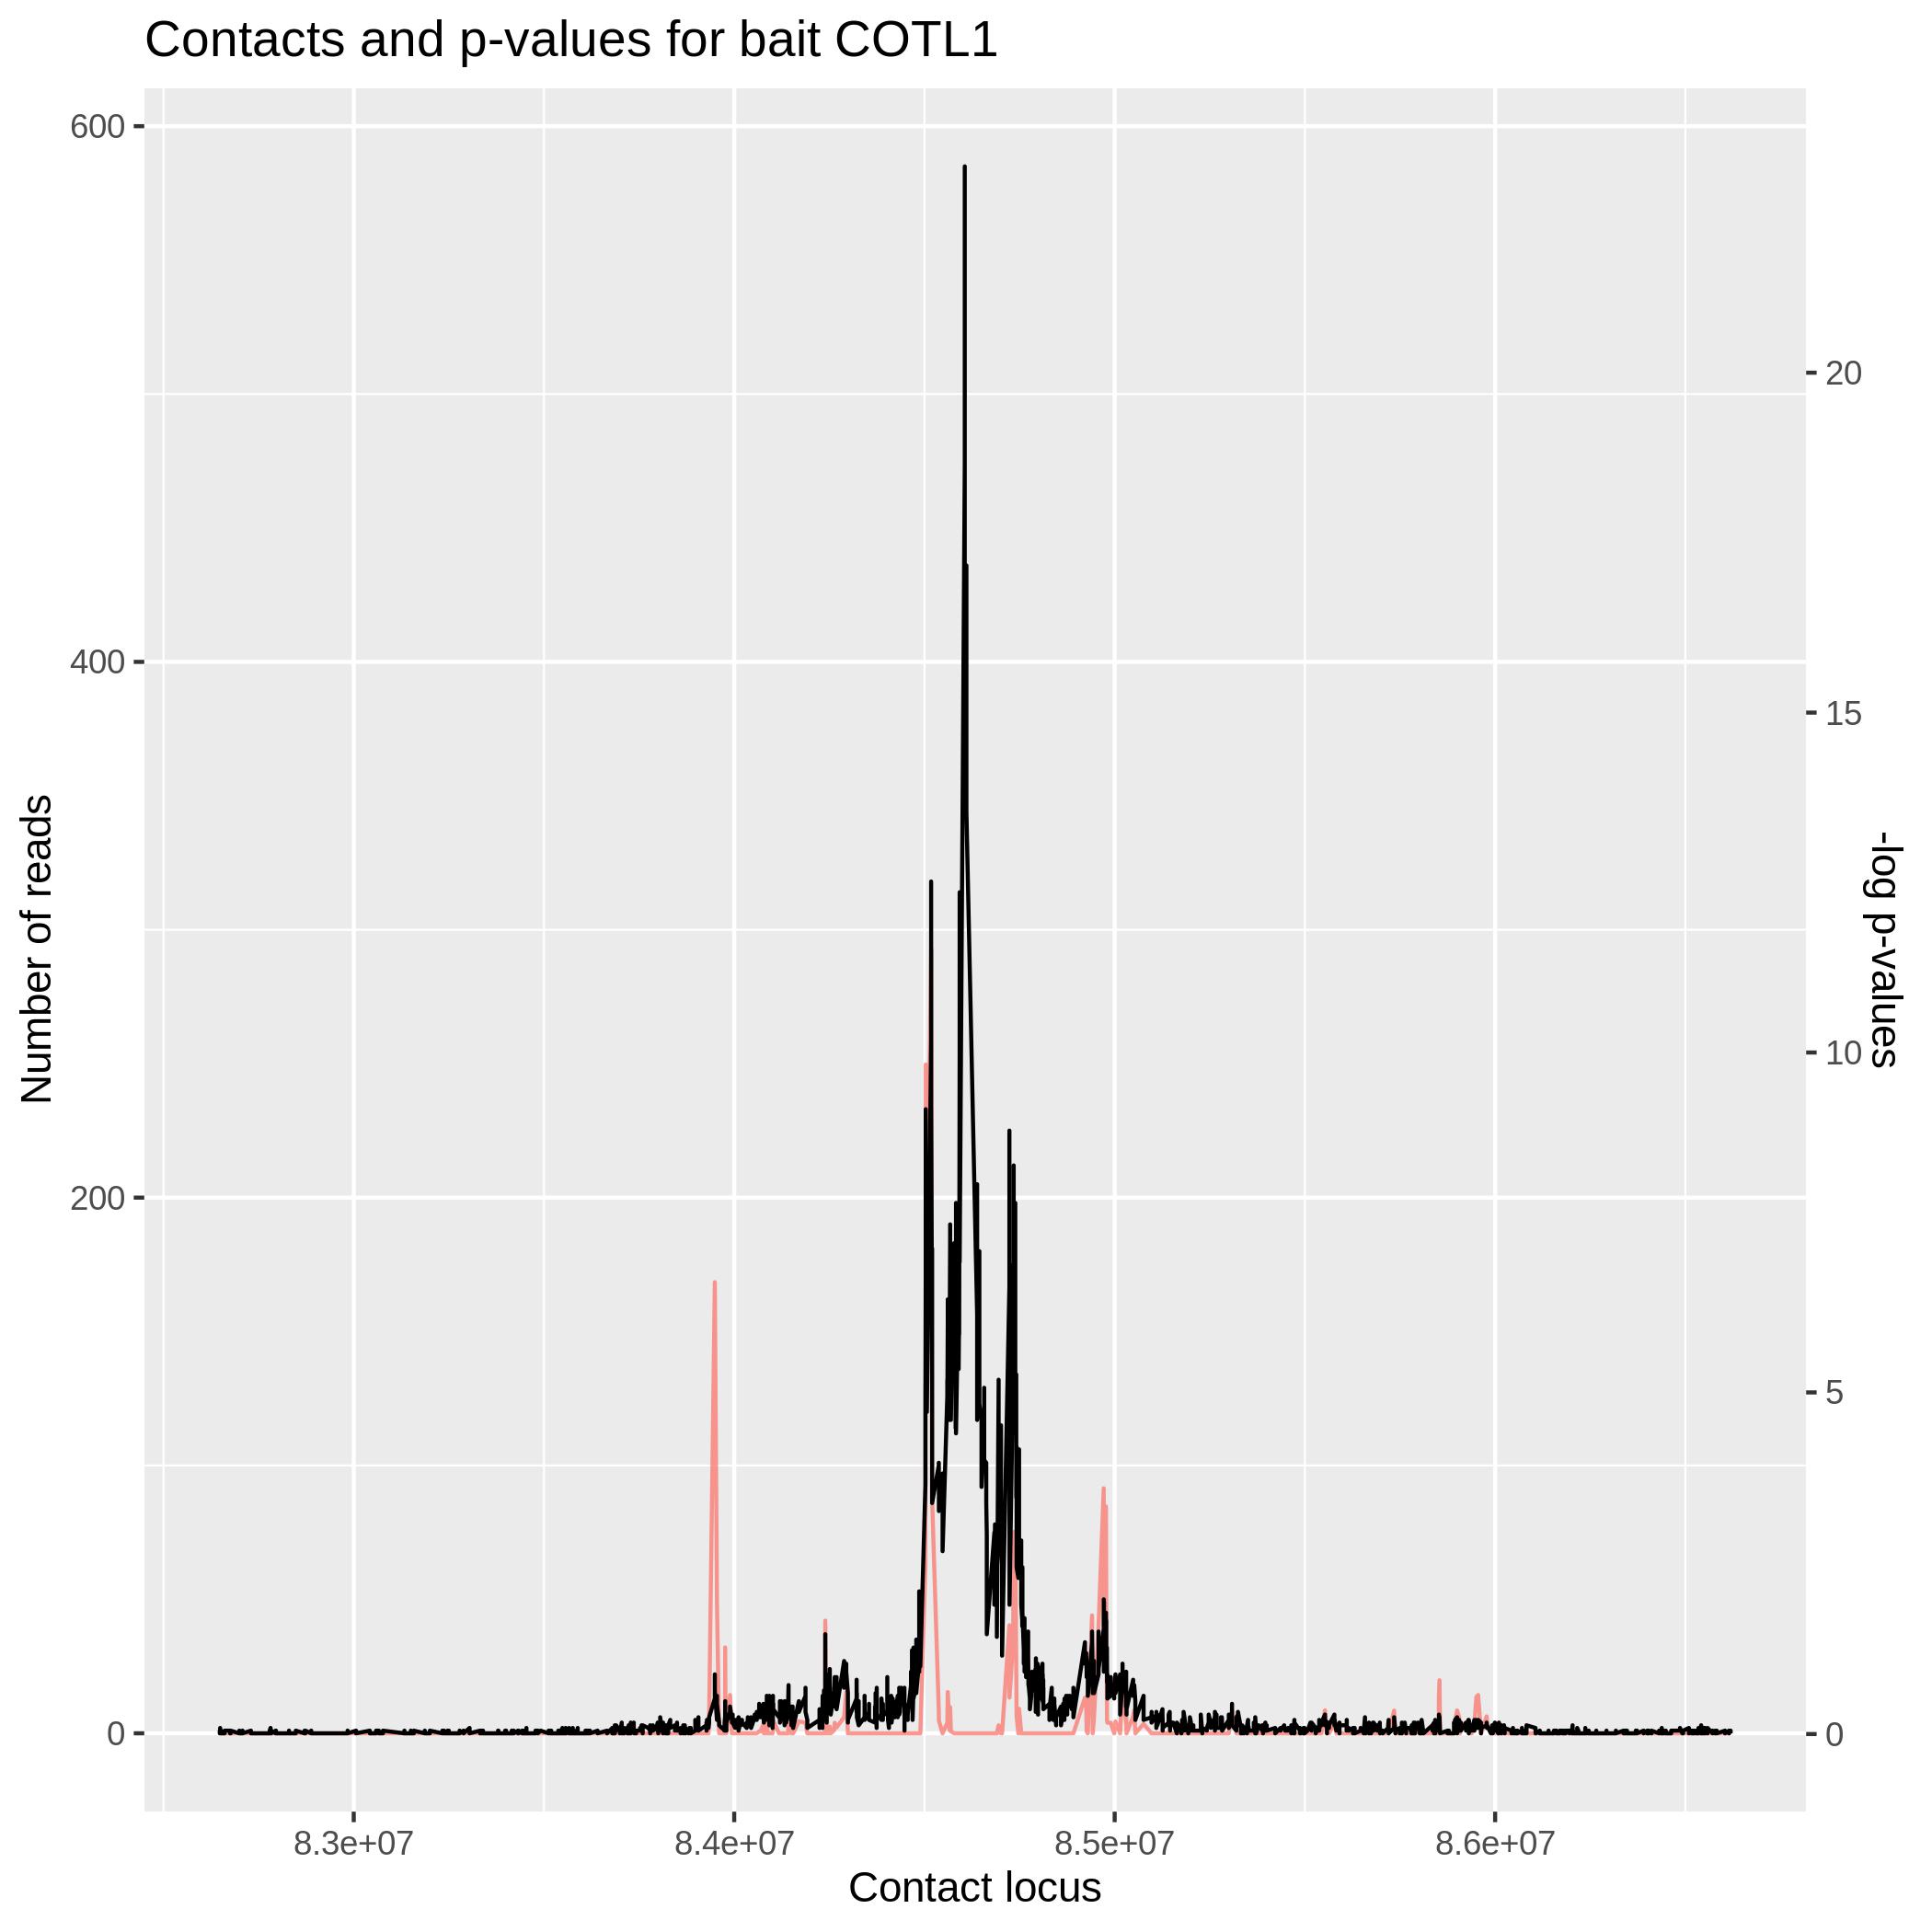 Contacts and p-values for bait COTL1
600
400
200
0
Number of reads
20
15
10
5
0
-log p-values
8.3e+07
8.4e+07
8.5e+07
8.6e+07
Contact locus